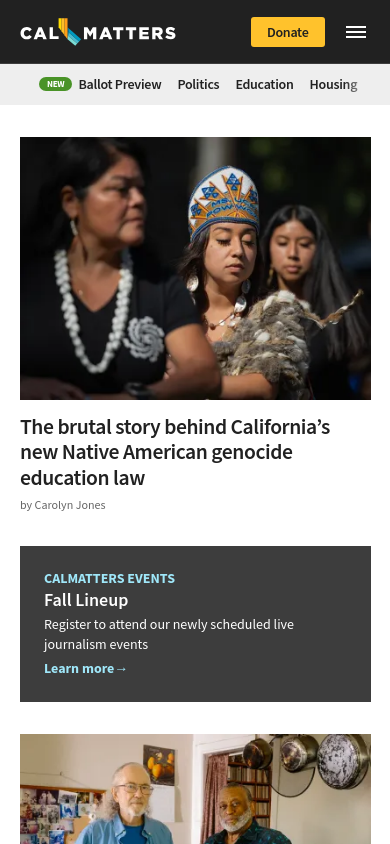 CAL MATTERS
Donate
NEW Ballot Preview Politics Education Housing
The brutal story behind California’s
new Native American genocide
education law
by Carolyn Jones
CALMATTERS EVENTS
Fall Lineup
Register to attend our newly scheduled live
journalism events
Learn more→